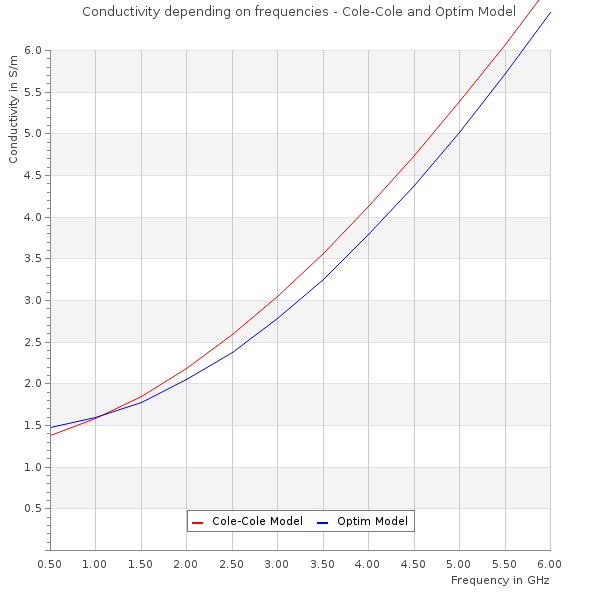 Conductivity depending on frequencies - Cole-Cole and Optim Model
Conductivity in S/m
6.0
5.5
5.0
4.5
4.0
3.5
3.0
2.5
2.0
1.5
1.0
0.5
Cole-Cole Model
Optim Model
0.50 1.00 1.50 2.00 2.50 3.00 3.50 4.00 4.50 5.00 5.50 6.00
Frequency in GHz